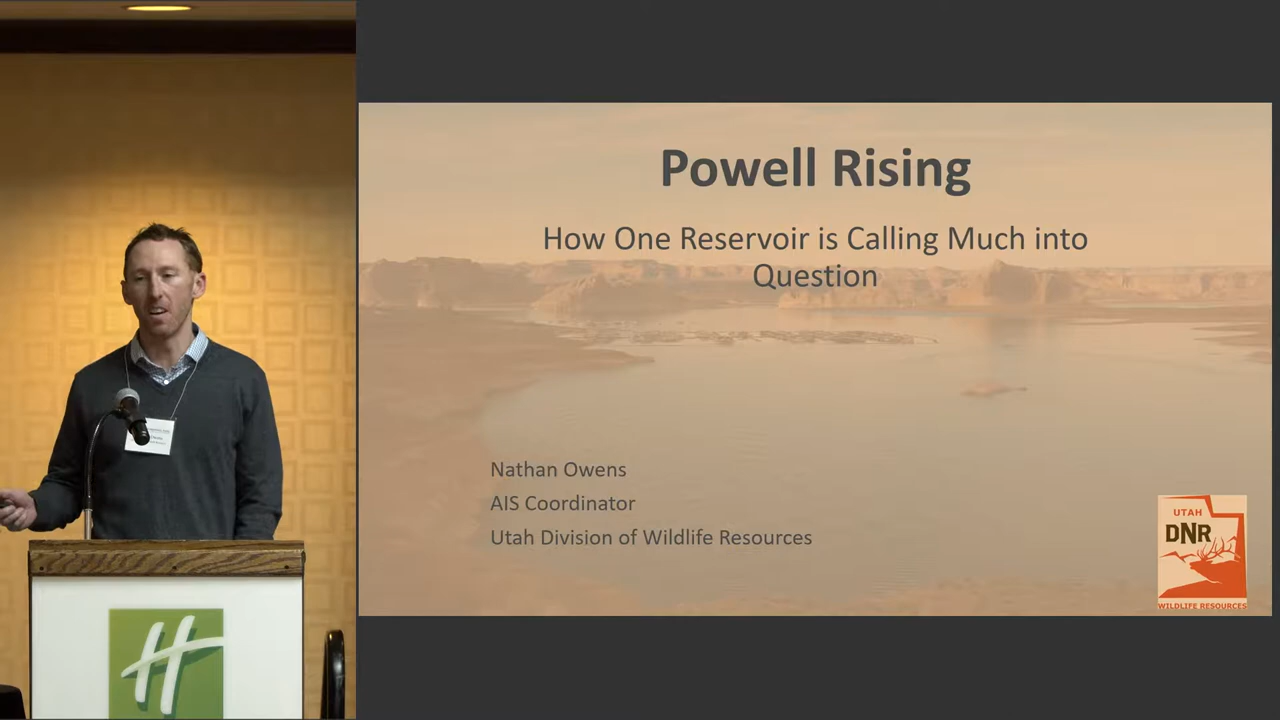 Powell Rising
How One Reservoir is Calling Much into
Question
Nathan Owens
AIS Coordinator
Utah Division of Wildlife Resources
UTAH
DNR
WILDLIFE RESOURCES
H